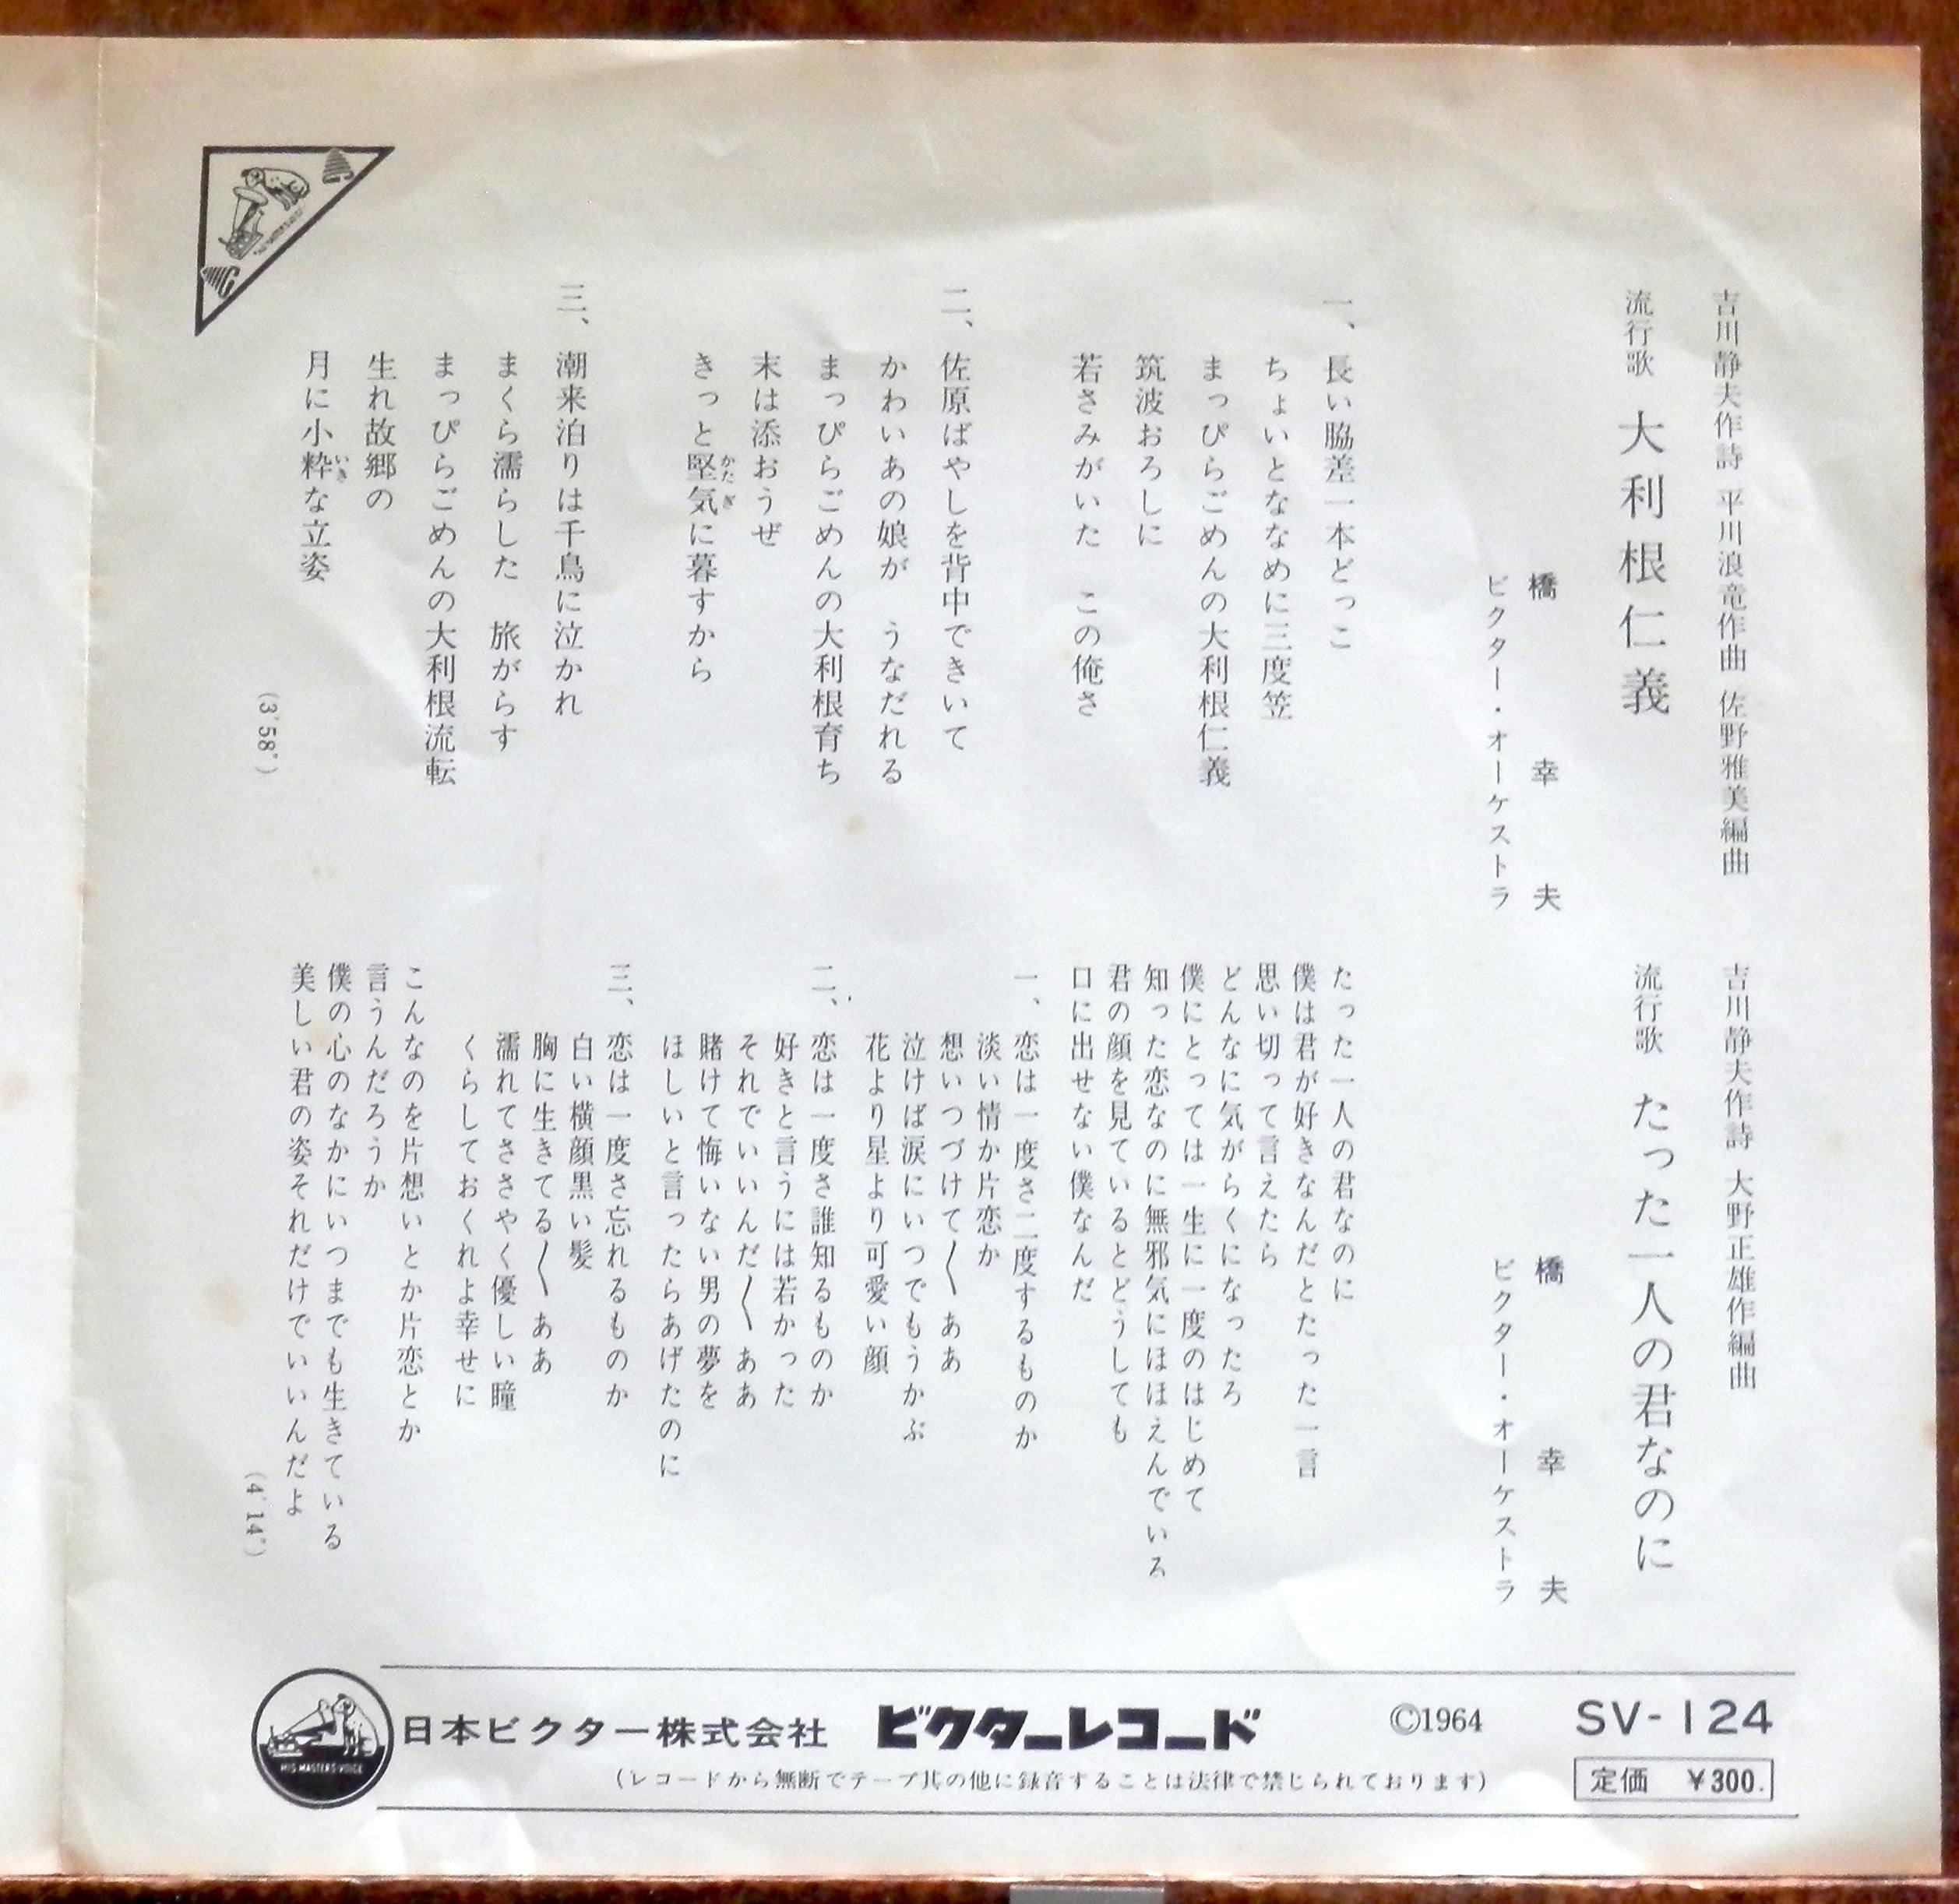 吉川静夫作詩 平川浪竜作曲 佐野雅美編曲
流行歌 大利根仁義
橋 幸夫
ビクター・オーケストラ
一、長い脇差一本どっこ
ちょいとななめに三度笠
まっぴらごめんの大利根仁義
筑波おろしに
若さみがいた この俺さ
二、佐原ばやしを背中できいて
かわいあの娘が うなだれる
まっぴらごめんの大利根育ち
末は添おうぜ
きっと堅気に暮すから
かたぎ
三、潮来泊りは千鳥に泣かれ
まくら濡らした 旅がらす
まっぴらごめんの大利根流転
生れ故郷の
月に小粋な立姿
いき
(3'58")
吉川静夫作詩 大野正雄作編曲
流行歌 たった一人の君なのに
橋 幸夫
ビクター・オーケストラ
たった一人の君なのに
僕は君が好きなんだとたった一言
思い切って言えたら
どんなに気がらくになったろ
僕にとっては一生に一度のはじめて
知った恋なのに無邪気にほほえんでいる
君の顔を見ているとどうしても
口に出せない僕なんだ
一、恋は一度さ二度するものか
淡い情か片恋か
想いつづけて〱ああ
泣けば涙にいつでもうかぶ
花より星より可愛い顔
二、恋は一度さ誰知るものか
好きと言うには若かった
それでいいんだ〱ああ
賭けて悔いない男の夢を
ほしいと言ったらあげたのに
三、恋は一度さ忘れるものか
白い横顔黒い髪
胸に生きてる〱ああ
濡れてささやく優しい瞳
くらしておくれよ幸せに
こんなのを片想いとか片恋とか
言うんだろうか
僕の心のなかにいつまでも生きている
美しい君の姿それだけでいいんだよ
(4'14")
日本ビクター株式会社 ビクターレコード ©1964 SV-124
(レコードから無断でテープ其の他に録音することは法律で禁じられております)
定価 ¥300.
HIS MASTER'S VOICE